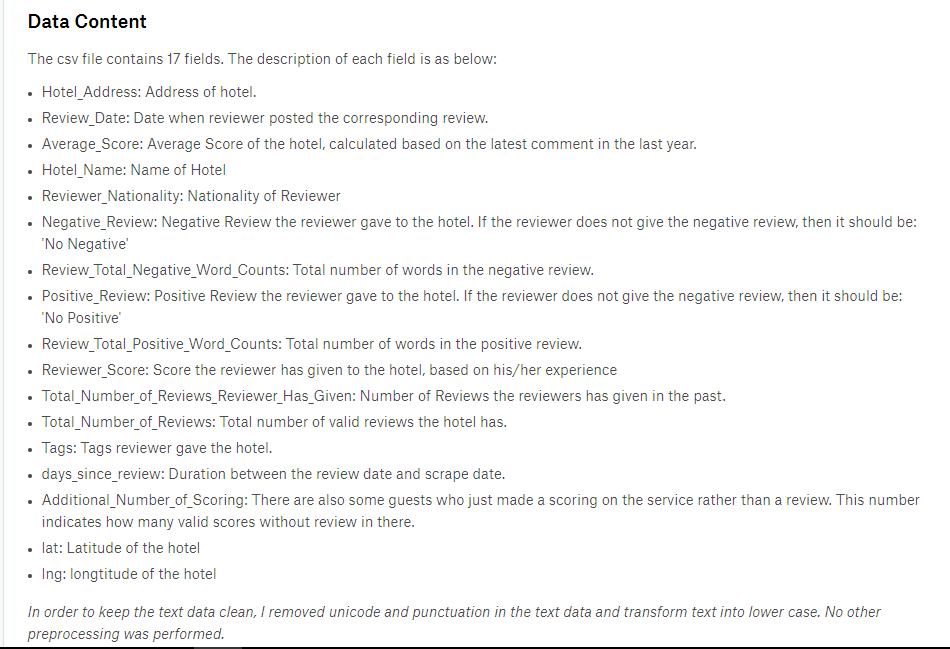 Data Content
The csv file contains 17 fields. The description of each field is as below:
• Hotel_Address: Address of hotel.
• Review_Date: Date when reviewer posted the corresponding review.
• Average_Score: Average Score of the hotel, calculated based on the latest comment in the last year.
• Hotel_Name: Name of Hotel
• Reviewer_Nationality: Nationality of Reviewer
• Negative_Review: Negative Review the reviewer gave to the hotel. If the reviewer does not give the negative review, then it should be:
'No Negative'
• Review_Total_Negative_Word_Counts: Total number of words in the negative review.
• Positive_Review: Positive Review the reviewer gave to the hotel. If the reviewer does not give the negative review, then it should be:
'No Positive'
• Review_Total_Positive_Word_Counts: Total number of words in the positive review.
• Reviewer_Score: Score the reviewer has given to the hotel, based on his/her experience
• Total_Number_of_Reviews_Reviewer_Has_Given: Number of Reviews the reviewers has given in the past.
• Total_Number_of_Reviews: Total number of valid reviews the hotel has.
• Tags: Tags reviewer gave the hotel.
• days_since_review: Duration between the review date and scrape date.
• Additional_Number_of_Scoring: There are also some guests who just made a scoring on the service rather than a review. This number
indicates how many valid scores without review in there.
• lat: Latitude of the hotel
• lng: longtitude of the hotel
In order to keep the text data clean, I removed unicode and punctuation in the text data and transform text into lower case. No other
preprocessing was performed.